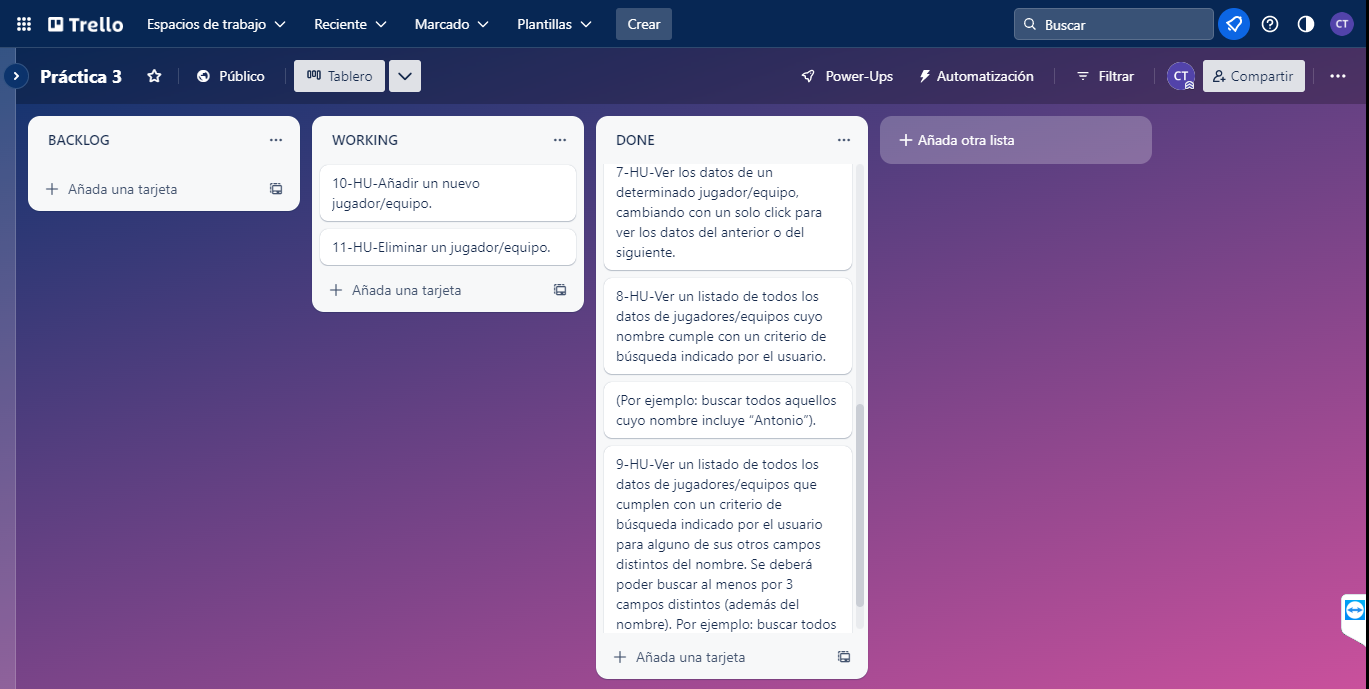 Trello
Espacios de trabajo
Reciente
Marcado
Plantillas
Crear
Buscar
CT
Práctica 3
Público
Tablero
Power-Ups
Automatización
Filtrar
CT
Compartir
BACKLOG
Añada una tarjeta
WORKING
10-HU-Añadir un nuevo
jugador/equipo.
11-HU-Eliminar un jugador/equipo.
Añada una tarjeta
DONE
7-HU-Ver los datos de un
determinado jugador/equipo,
cambiando con un solo click para
ver los datos del anterior o del
siguiente.
8-HU-Ver un listado de todos los
datos de jugadores/equipos cuyo
nombre cumple con un criterio de
búsqueda indicado por el usuario.
(Por ejemplo: buscar todos aquellos
cuyo nombre incluye “Antonio”).
9-HU-Ver un listado de todos los
datos de jugadores/equipos que
cumplen con un criterio de
búsqueda indicado por el usuario
para alguno de sus otros campos
distintos del nombre. Se deberá
poder buscar al menos por 3
campos distintos (además del
nombre). Por ejemplo: buscar todos
Añada una tarjeta
Añada otra lista